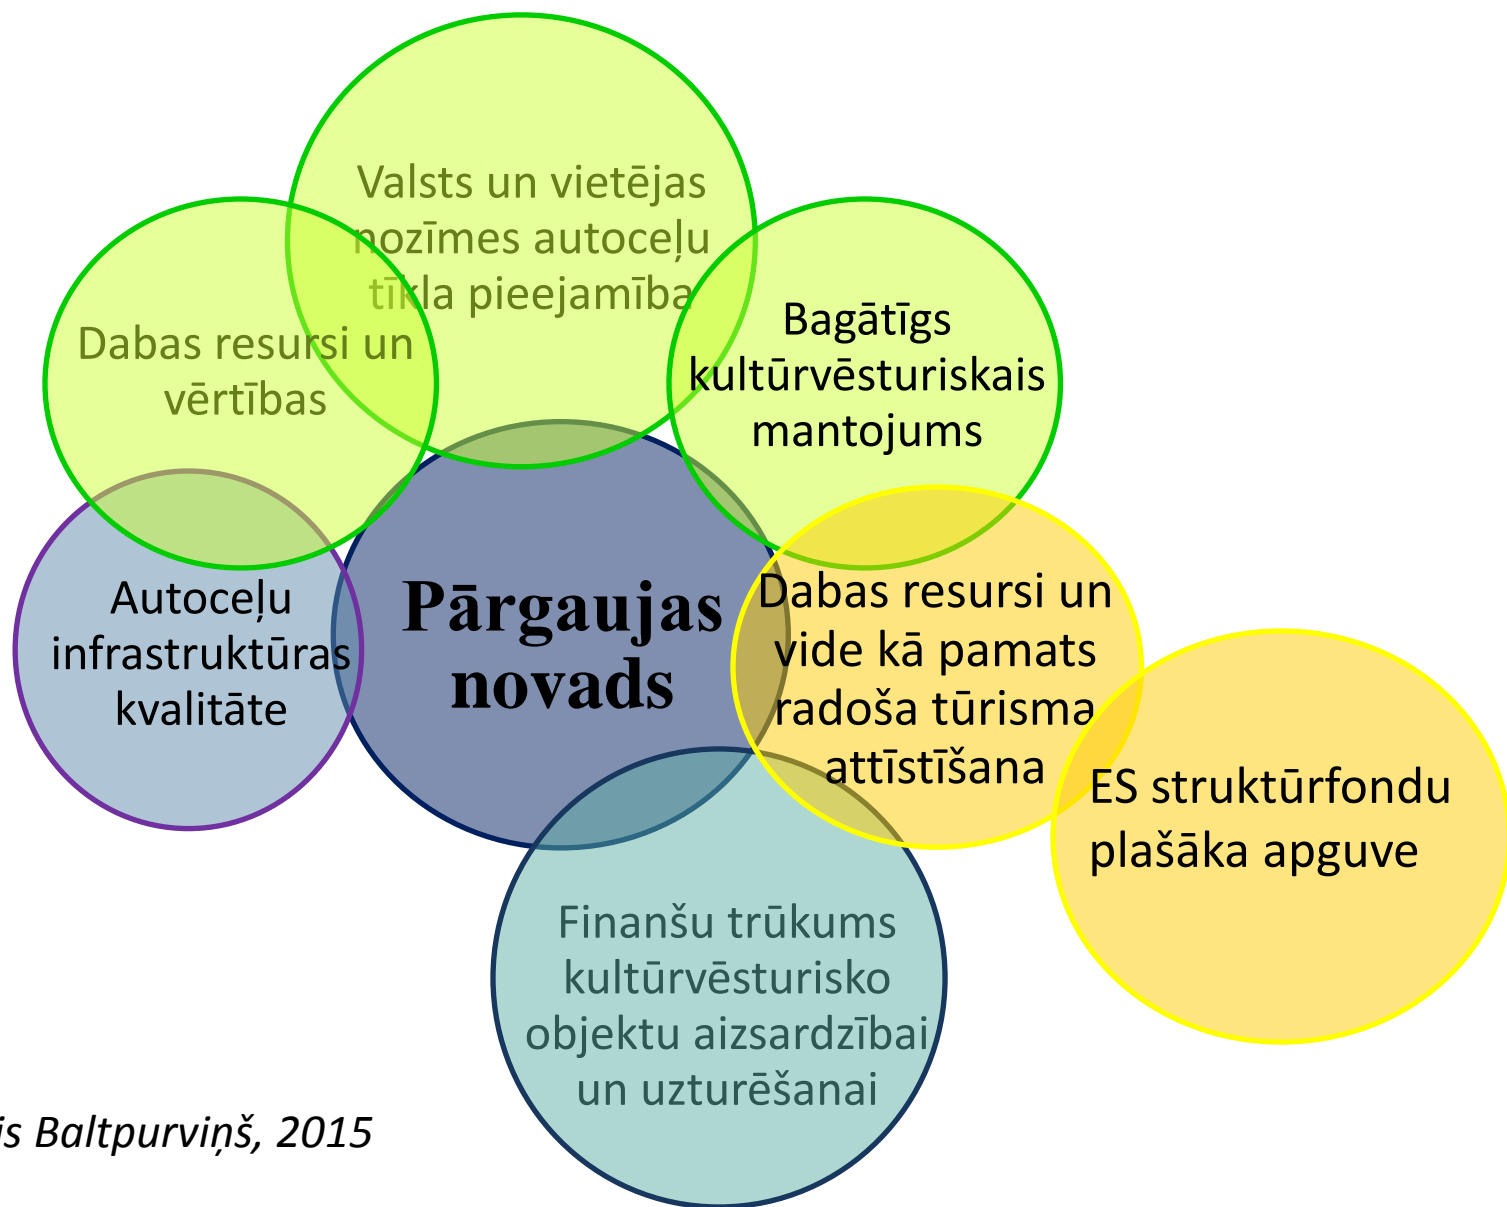 Valsts un vietējas
nozīmes autoceļu
tīkla pieejamība
Dabas resursi un
vērtības
Bagātīgs
kultūrvēsturiskais
mantojums
Autoceļu
infrastruktūras
kvalitāte
Pārgaujas
novads
Dabas resursi un
vide kā pamats
radoša tūrisma
attīstīšana
ES struktūrfondu
plašāka apguve
Finanšu trūkums
kultūrvēsturisko
objektu aizsardzībai
un uzturēšanai
Baltpurviņš, 2015